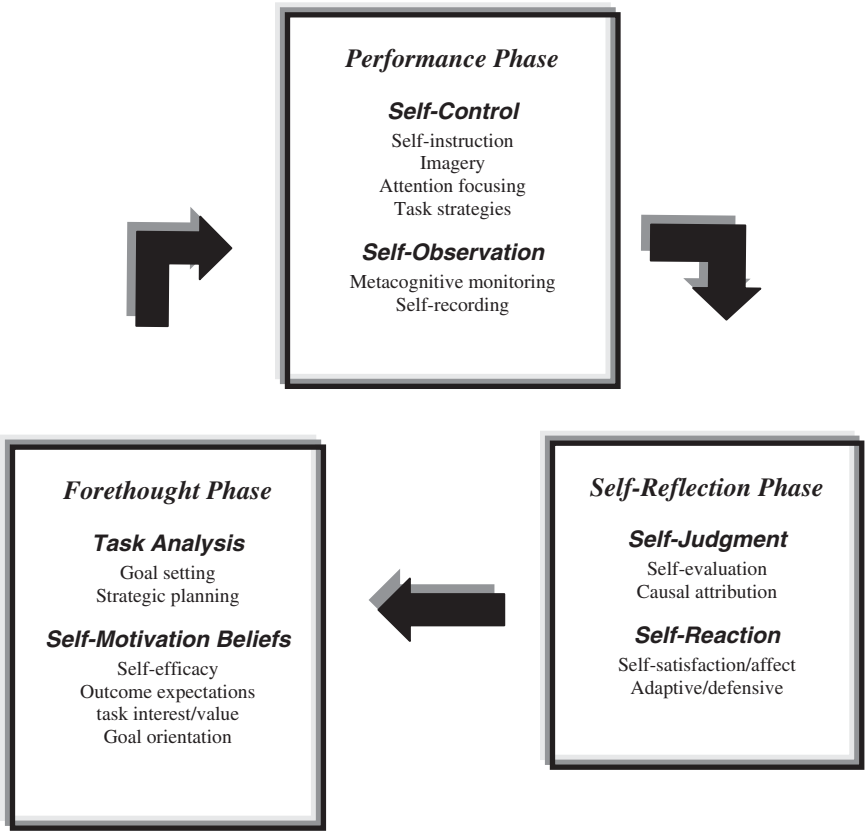 Performance Phase
Self-Control
Self-instruction
Imagery
Attention focusing
Task strategies
Self-Observation
Metacognitive monitoring
Self-recording
Forethought Phase
Task Analysis
Goal setting
Strategic planning
Self-Motivation Beliefs
Self-efficacy
Outcome expectations
task interest/value
Goal orientation
Self-Reflection Phase
Self-Judgment
Self-evaluation
Causal attribution
Self-Reaction
Self-satisfaction/affect
Adaptive/defensive